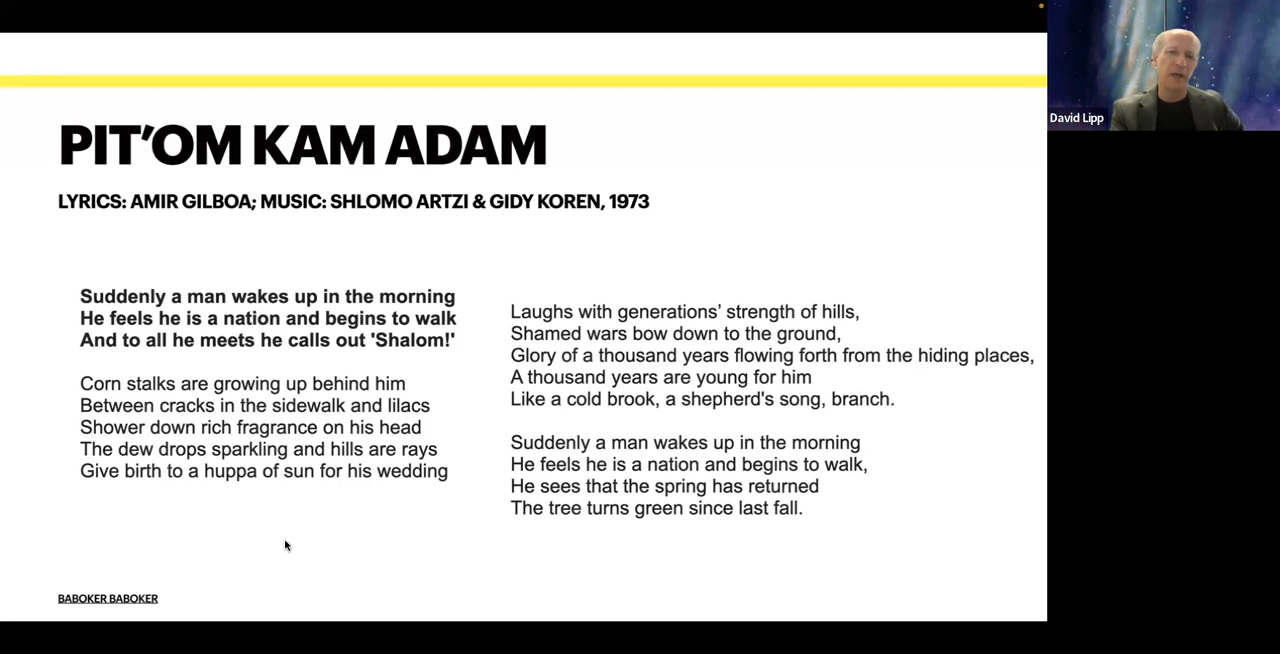 PIT'OM KAM ADAM
LYRICS: AMIR GILBOA; MUSIC: SHLOMO ARTZI & GIDY KOREN, 1973
Suddenly a man wakes up in the morning
He feels he is a nation and begins to walk
And to all he meets he calls out 'Shalom!'
Corn stalks are growing up behind him
Between cracks in the sidewalk and lilacs
Shower down rich fragrance on his head
The dew drops sparkling and hills are rays
Give birth to a huppa of sun for his wedding
Laughs with generations’ strength of hills,
Shamed wars bow down to the ground,
Glory of a thousand years flowing forth from the hiding places,
A thousand years are young for him
Like a cold brook, a shepherd's song, branch.
Suddenly a man wakes up in the morning
He feels he is a nation and begins to walk,
He sees that the spring has returned
The tree turns green since last fall.
BABOKER BABOKER
David Lipp